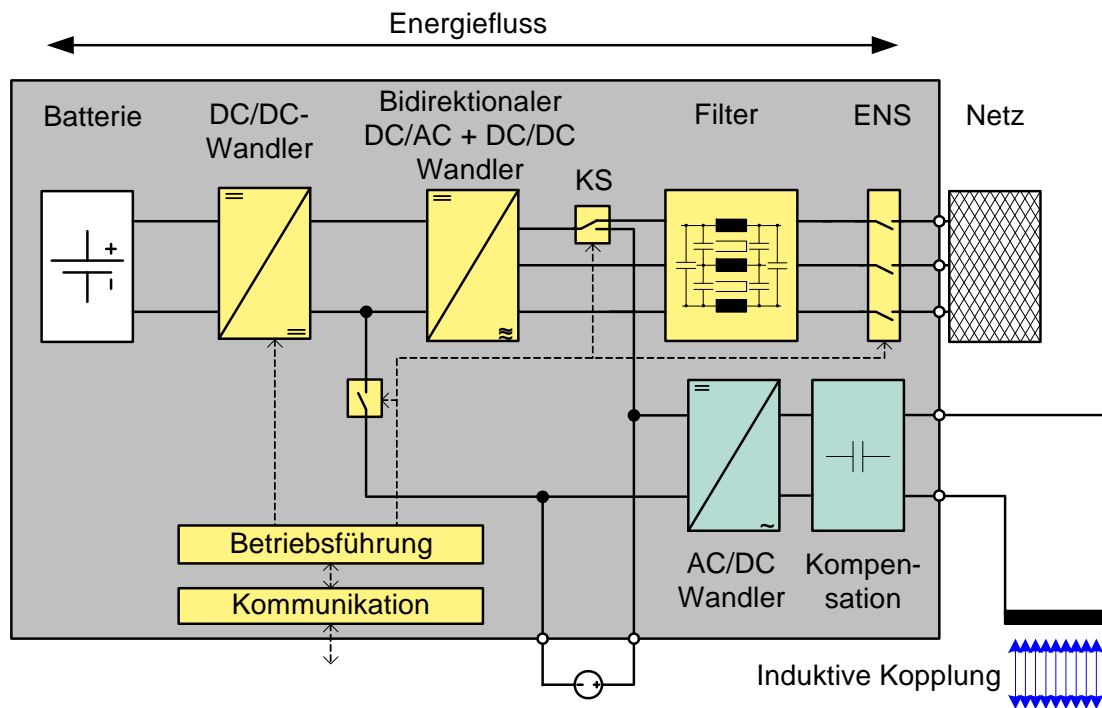 Energiefluss
Batterie
DC/DC-
Wandler
Bidirektionaler
DC/AC + DC/DC
Wandler
KS
Filter
ENS
Netz
Betriebsführung
Kommunikation
AC/DC
Wandler
Kompen-
sation
Induktive Kopplung